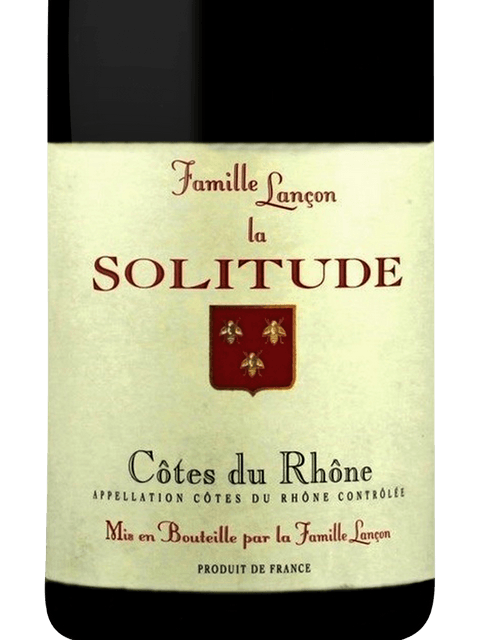 Famille Lançon
la
SOLITUDE
Côtes du Rhône
APPELLATION CÔTES DU RHÔNE CONTRÔLÉE
Mis en Bouteille par la Famille Lançon
PRODUIT DE FRANCE